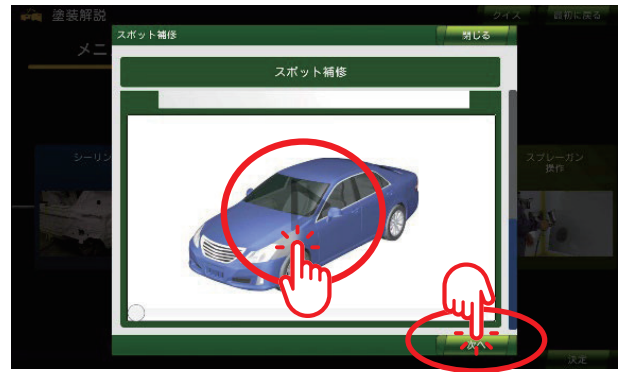 塗装解説
クイズ
最初に戻る
メニ
スポット補修
閉じる
スポット補修
シーリン
スプレーガン
操作
次へ
決定